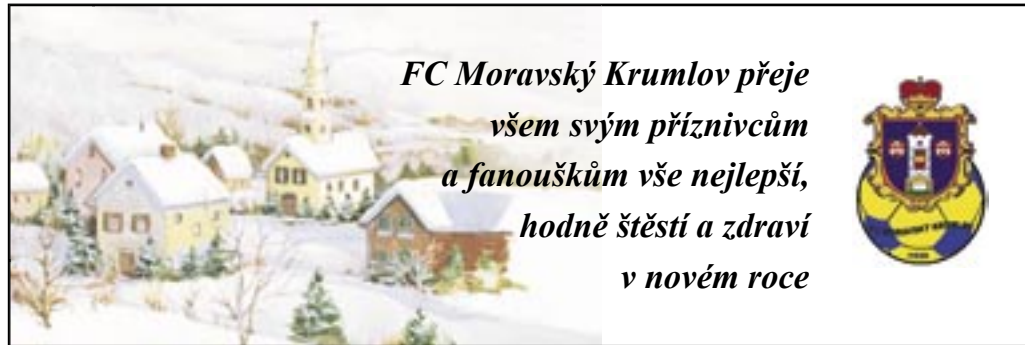 FC Moravský Krumlov přeje
všem svým příznivcům
a fanouškům vše nejlepší,
hodně štěstí a zdraví
v novém roce